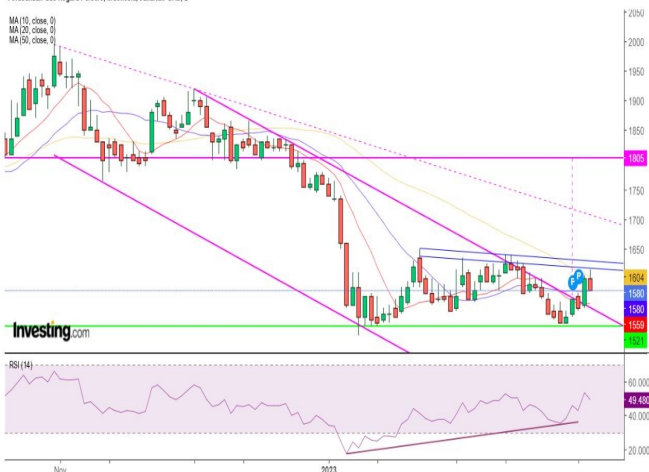 MA (10, close, 0)
MA (20, close, 0)
MA (50, close, 0)
2050
2000
1950
1900
1850
1805
1750
1700
1650
1604
1580
1580
1559
1521
P
F
Investing.com
RSI (14)
60.000
49.480
40.000
20.000
Nov
2023